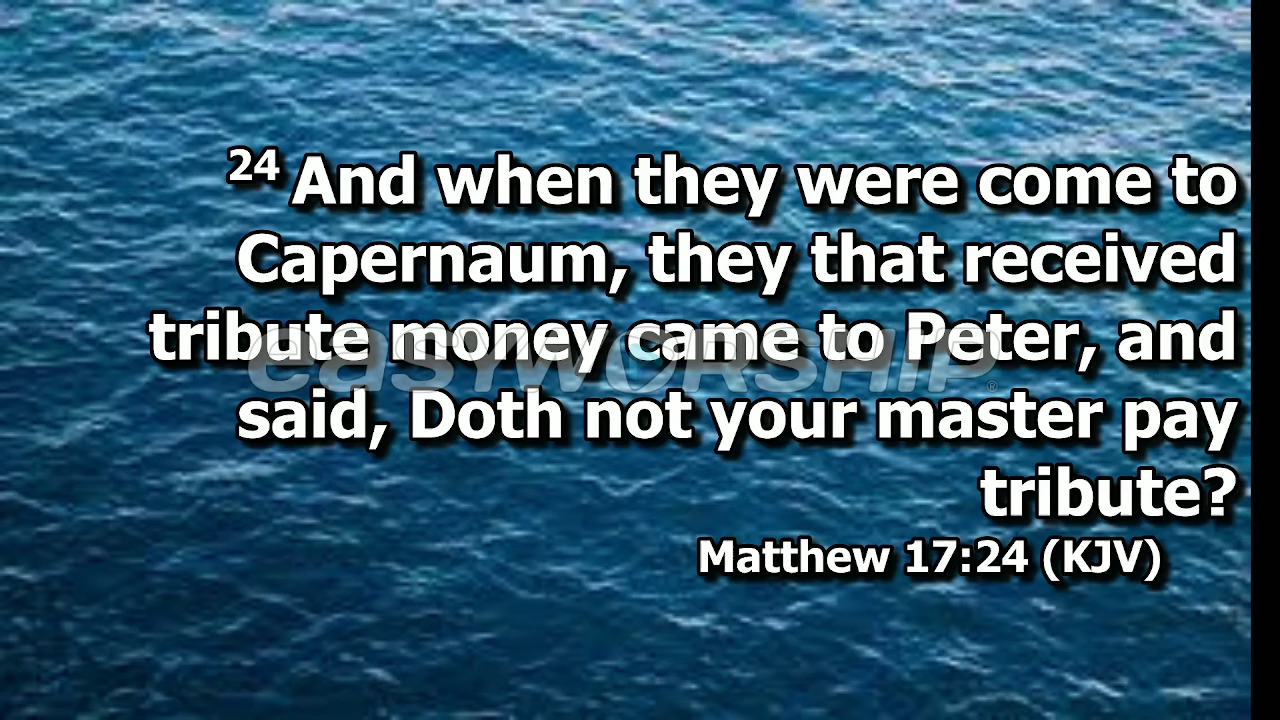 24 And when they were come to
Capernaum, they that received
tribute money came to Peter, and
easyworship®
said, Doth not your master pay
tribute?
Matthew 17:24 (KJV)